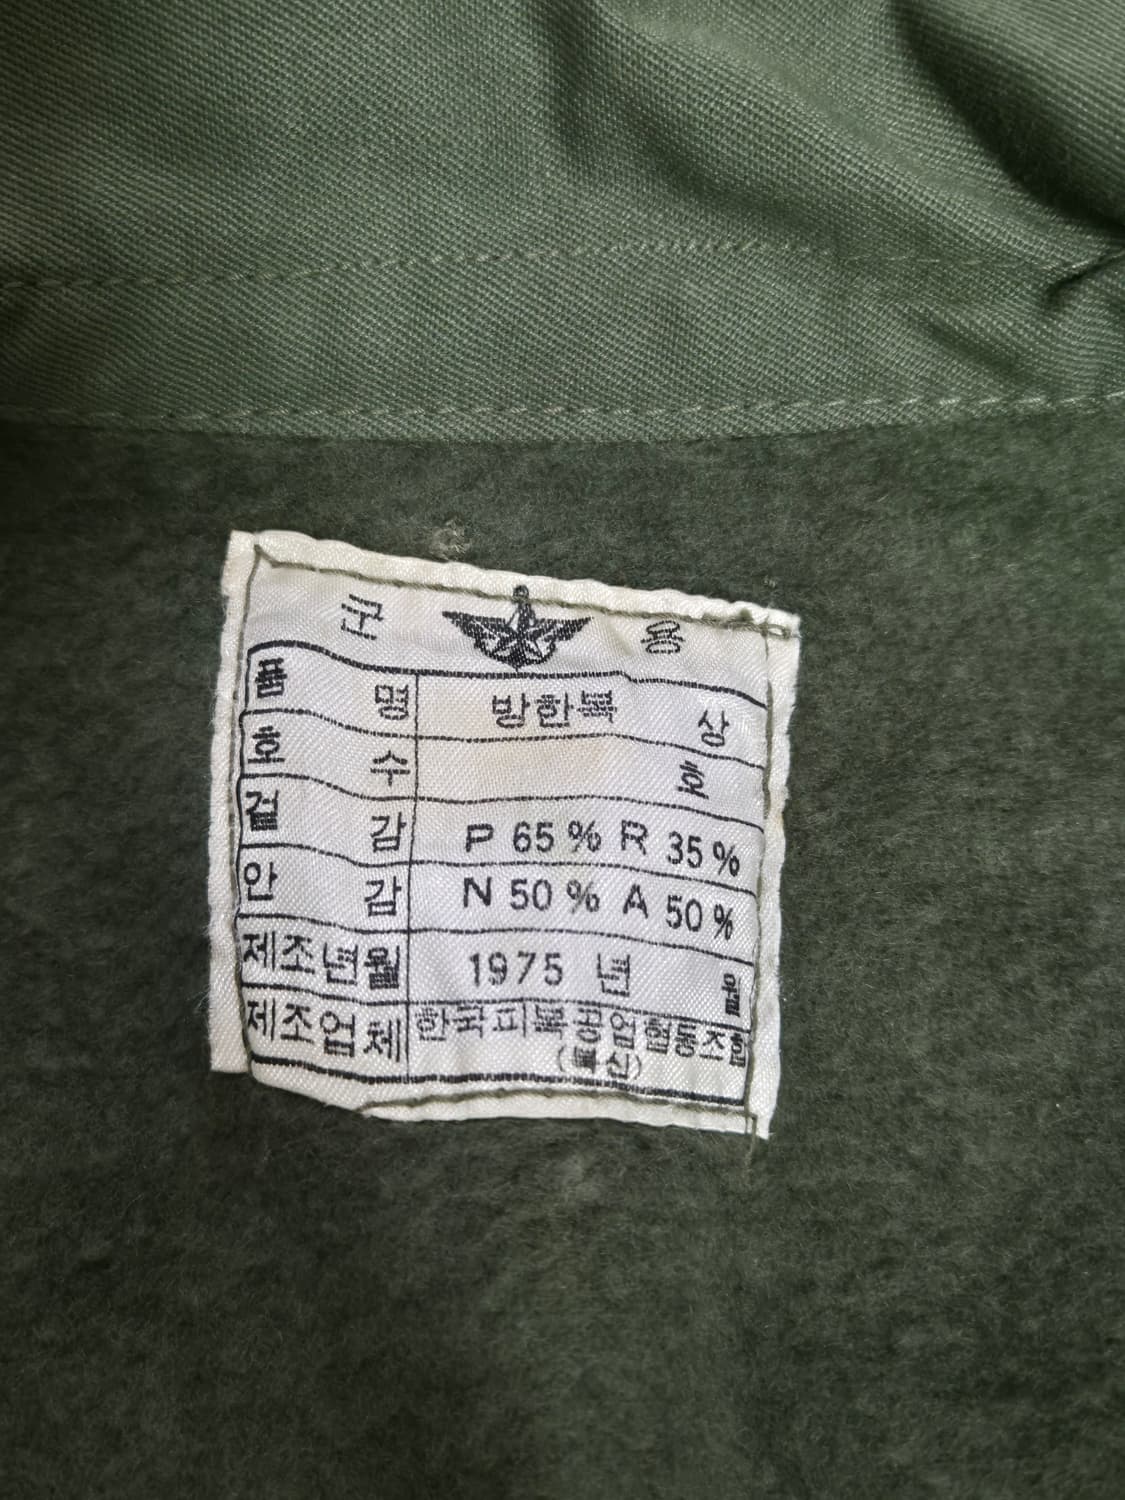 군 용
품 명 방한복 상
호 수 호
겉 감 P 65 % R 35 %
안 감 N 50 % A 50 %
제조년월 1975 년 월
제조업체 한국피복공업협동조합
(복신)